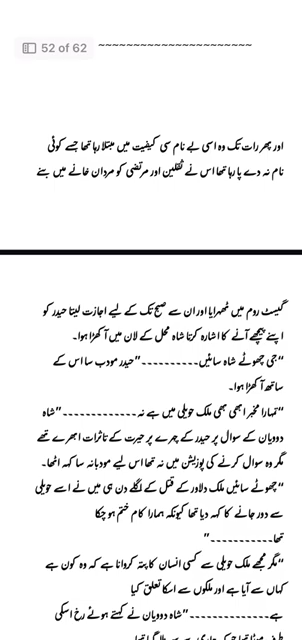 52 of 62
~~~~~~~~~~~~~~~~~~~~~~
اور پھر رات تک وہ اسی بے نام سی کیفیت میں مبتلا رہا تھا جسے کوئی
نام نہ دے پا رہا تھا اس نے ثقلین اور مرتضی کو مردان خانے میں بنے
گیسٹ روم میں ٹھہرایا اور ان سے صبح تک کے لیے اجازت لیتا حیدر کو
اپنے پیچھے آنے کا اشارہ کرتا شاہ محل کے لان میں آ کھڑا ہوا۔
"جی چھوٹے شاہ سائیں۔۔۔۔۔۔۔۔۔۔" حیدر مودب سا اس کے
ساتھ آ کھڑا ہوا۔
"تمہارا مخبر ابھی بھی ملک حویلی میں ہے نہ۔۔۔۔۔۔۔۔۔۔۔۔"شاہ
دودیان کے سوال پر حیدر کے چہرے پر حیرت کے تاثرات ابھرے تھے
مگر وہ سوال کرنے کی پوزیشن میں نہ تھا اس لیے مودبانہ سا کہہ اٹھا۔
"چھوٹے سائیں ملک دلاور کے قتل کے اگلے دن ہی میں نے اسے حویلی
سے دور جانے کا کہہ دیا تھا کیونکہ ہمارا کام ختم ہو چکا
تھا۔۔۔۔۔۔۔۔۔۔۔"
"مگر مجھے ملک حویلی سے کسی انسان کا پتہ کروانا ہے کہ وہ کون ہے
کہاں سے آیا ہے اور ملکوں سے اسکا تعلق کیا
ہے۔۔۔۔۔۔۔۔۔۔۔"شاہ دودیان نے کہتے ہوئے رخ اسکی